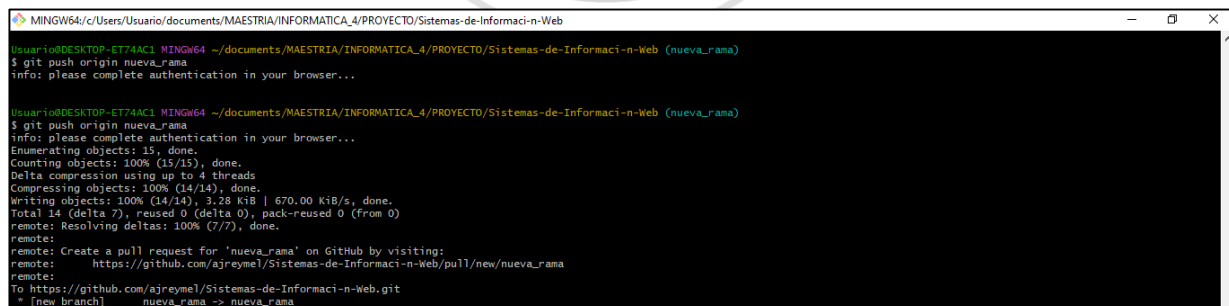 MINGW64:/c/Users/Usuario/documents/MAESTRIA/INFORMATICA_4/PROYECTO/Sistemas-de-Informaci-n-Web
Usuario@DESKTOP-ET74AC1 MINGW64 ~/documents/MAESTRIA/INFORMATICA_4/PROYECTO/Sistemas-de-Informaci-n-Web (nueva_rama)
$ git push origin nueva_rama
info: please complete authentication in your browser...
Usuario@DESKTOP-ET74AC1 MINGW64 ~/documents/MAESTRIA/INFORMATICA_4/PROYECTO/Sistemas-de-Informaci-n-Web (nueva_rama)
$ git push origin nueva_rama
info: please complete authentication in your browser...
Enumerating objects: 15, done.
Counting objects: 100% (15/15), done.
Delta compression using up to 4 threads
Compressing objects: 100% (14/14), done.
Writing objects: 100% (14/14), 3.28 KiB | 670.00 KiB/s, done.
Total 14 (delta 7), reused 0 (delta 0), pack-reused 0 (from 0)
remote: Resolving deltas: 100% (7/7), done.
remote:
remote: Create a pull request for 'nueva_rama' on GitHub by visiting:
remote:      https://github.com/ajreymel/Sistemas-de-Informaci-n-Web/pull/new/nueva_rama
remote:
To https://github.com/ajreymel/Sistemas-de-Informaci-n-Web.git
 * [new branch]      nueva_rama -> nueva_rama